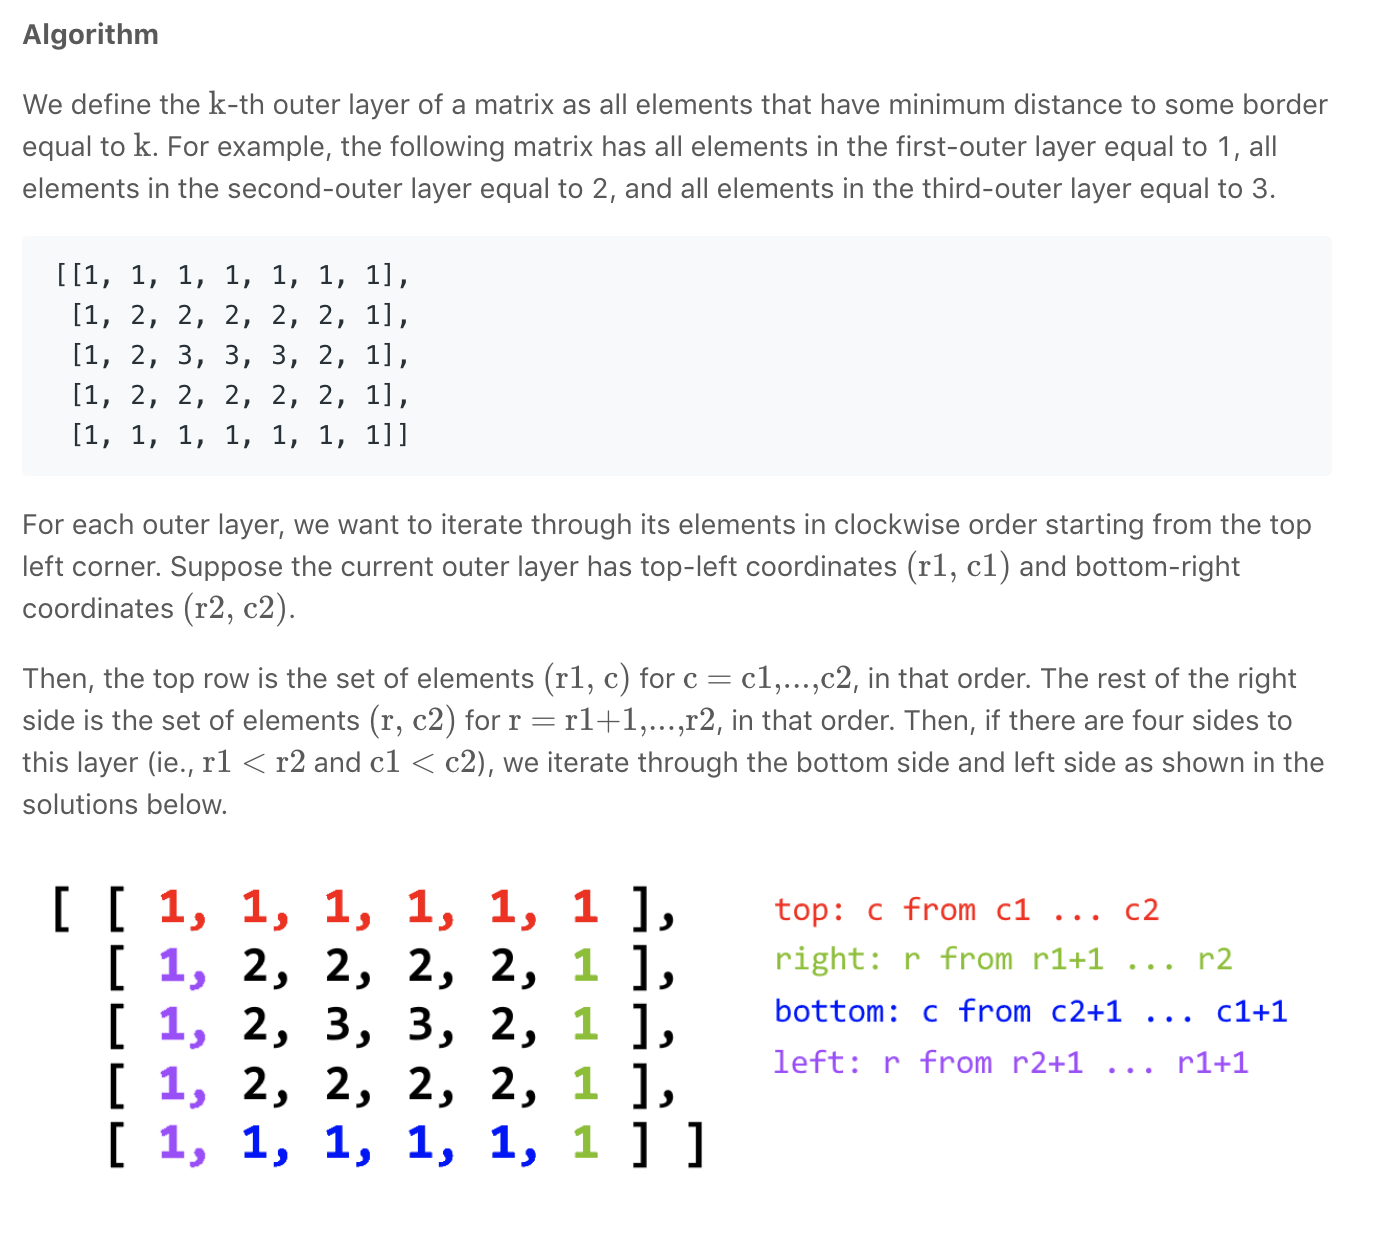 Algorithm
We define the k-th outer layer of a matrix as all elements that have minimum distance to some border
equal to k. For example, the following matrix has all elements in the first-outer layer equal to 1, all
elements in the second-outer layer equal to 2, and all elements in the third-outer layer equal to 3.
[[1, 1, 1, 1, 1, 1, 1],
[1, 2, 2, 2, 2, 2, 1],
[1, 2, 3, 3, 3, 2, 1],
[1, 2, 2, 2, 2, 2, 1],
[1, 1, 1, 1, 1, 1, 1]]
For each outer layer, we want to iterate through its elements in clockwise order starting from the top
left corner. Suppose the current outer layer has top-left coordinates (r1, c1) and bottom-right
coordinates (r2, c2).
Then, the top row is the set of elements (r1, c) for c = c1,...,c2, in that order. The rest of the right
side is the set of elements (r, c2) for r = r1+1,...,r2, in that order. Then, if there are four sides to
this layer (ie., r1 < r2 and c1 < c2), we iterate through the bottom side and left side as shown in the
solutions below.
[ [ 1, 1, 1, 1, 1, 1 ],
[ 1, 2, 2, 2, 2, 1 ],
[ 1, 2, 3, 3, 2, 1 ],
[ 1, 2, 2, 2, 2, 1 ],
[ 1, 1, 1, 1, 1, 1 ] ]
top: c from c1 ... c2
right: r from r1+1 ... r2
bottom: c from c2+1 ... c1+1
left: r from r2+1 ... r1+1